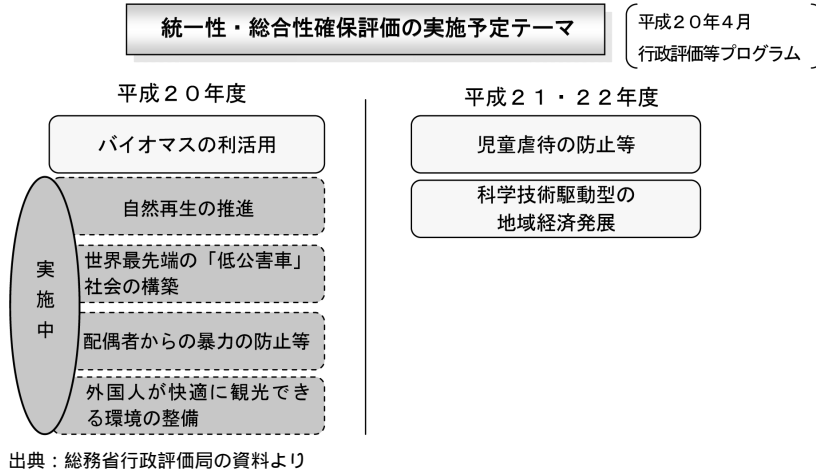 統一性・総合性確保評価の実施予定テーマ
平成２０年４月
行政評価等プログラム
平成２０年度
バイオマスの利活用
実施中
自然再生の推進
世界最先端の「低公害車」
社会の構築
配偶者からの暴力の防止等
外国人が快適に観光でき
る環境の整備
平成２１・２２年度
児童虐待の防止等
科学技術駆動型の
地域経済発展
出典：総務省行政評価局の資料より